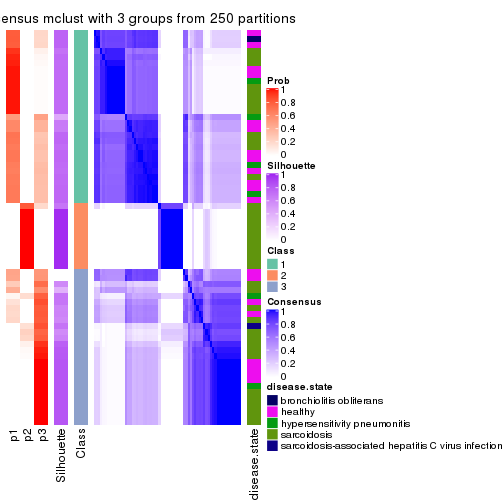 ensus mclust with 3 groups from 250 partitions
Prob
1
0.8
0.6
0.4
0.2
0
Silhouette
1
0.8
0.6
0.4
0.2
0
Class
1
2
3
Consensus
1
0.8
0.6
0.4
0.2
0
disease.state
bronchiolitis obliterans
healthy
hypersensitivity pneumonitis
sarcoidosis
sarcoidosis-associated hepatitis C virus infection
p1
p2
p3
Silhouette
Class
disease.state